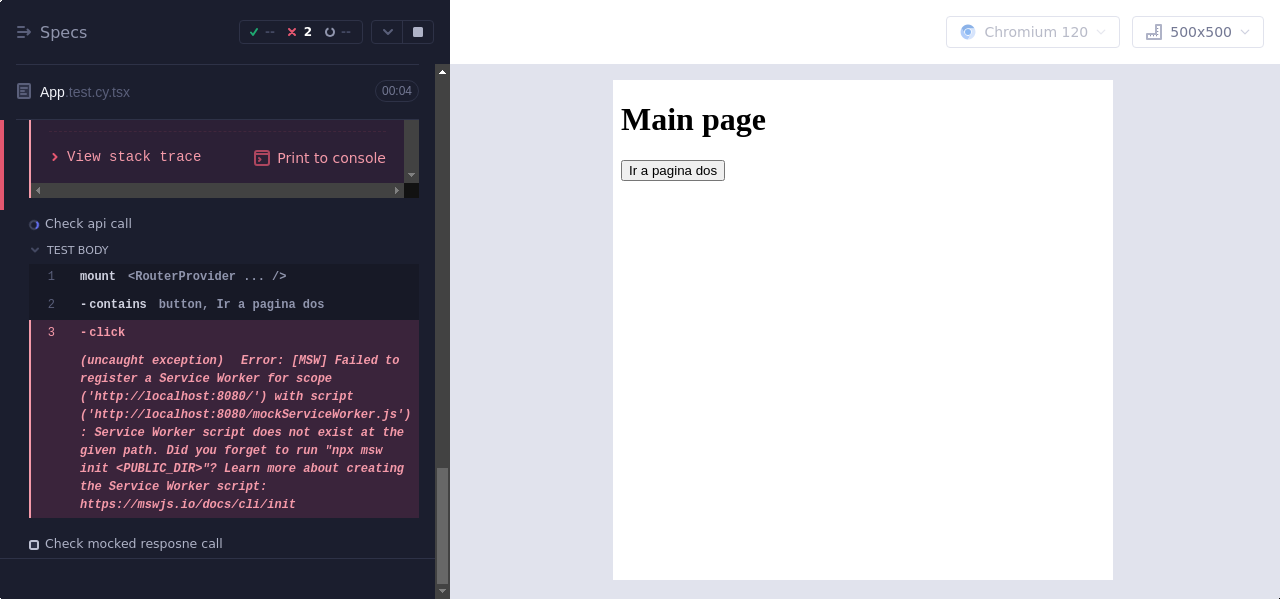 Specs
-- 2 --
App.test.cy.tsx
00:04
View stack trace
Print to console
Check api call
TEST BODY
1 mount <RouterProvider ... />
2 -contains button, Ir a pagina dos
3 -click
(uncaught exception) Error: [MSW] Failed to
register a Service Worker for scope
('http://localhost:8080/') with script
('http://localhost:8080/mockServiceWorker.js')
: Service Worker script does not exist at the
given path. Did you forget to run "npx msw
init <PUBLIC_DIR>"? Learn more about creating
the Service Worker script:
https://mswjs.io/docs/cli/init
Check mocked resposne call
Chromium 120
500x500
Main page
Ir a pagina dos